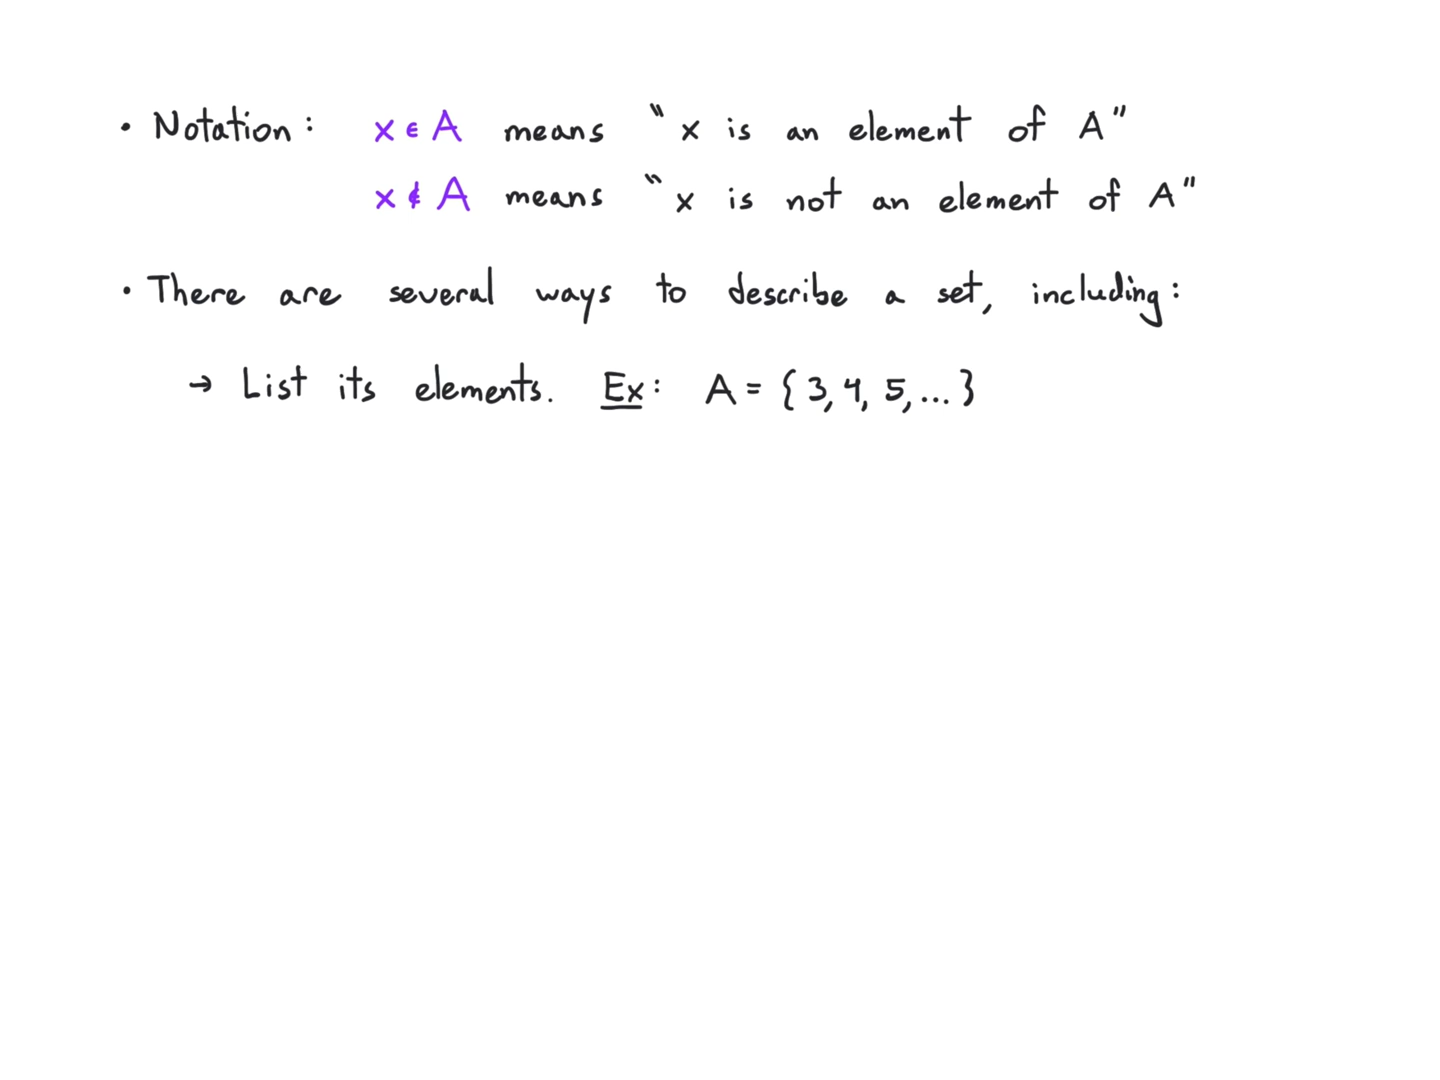 • Notation: x ∈ A means "x is an element of A"
x ∉ A means "x is not an element of A"
• There are several ways to describe a set, including:
→ List its elements. Ex: A = {3, 4, 5, ...}